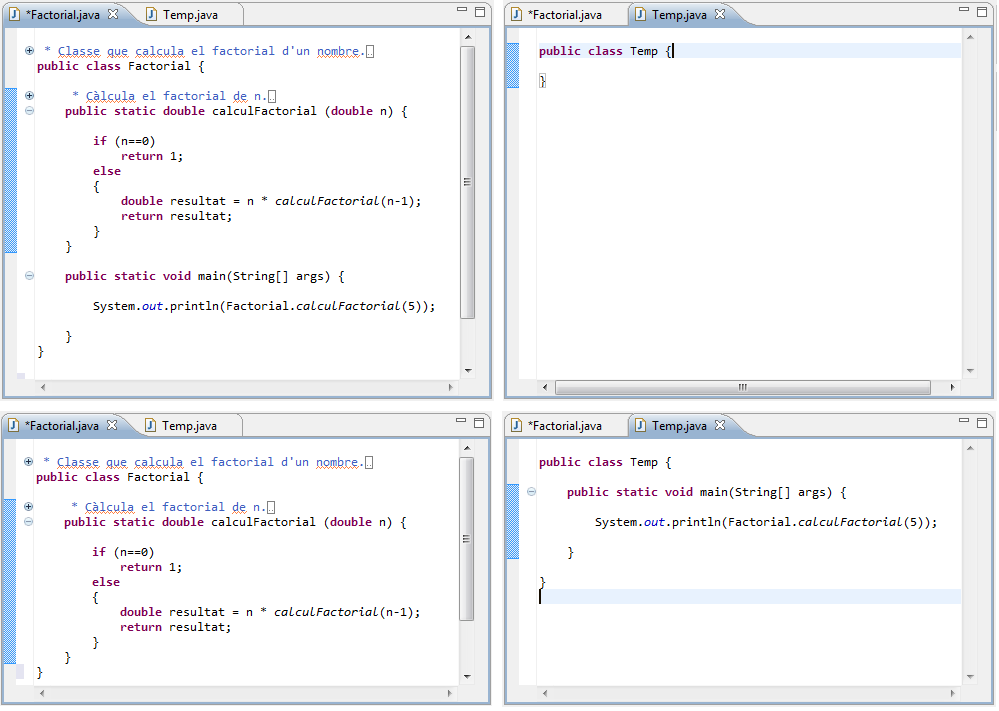 *Factorial.java Temp.java
* Classe que calcula el factorial d'un nombre.
public class Factorial {
* Càlcula el factorial de n.
public static double calculFactorial (double n) {
if (n==0)
return 1;
else
{
double resultat = n * calculFactorial(n-1);
return resultat;
}
}
public static void main(String[] args) {
System.out.println(Factorial.calculFactorial(5));
}
}
*Factorial.java Temp.java
public class Temp {
}
*Factorial.java Temp.java
* Classe que calcula el factorial d'un nombre.
public class Factorial {
* Càlcula el factorial de n.
public static double calculFactorial (double n) {
if (n==0)
return 1;
else
{
double resultat = n * calculFactorial(n-1);
return resultat;
}
}
}
*Factorial.java Temp.java
public class Temp {
public static void main(String[] args) {
System.out.println(Factorial.calculFactorial(5));
}
}